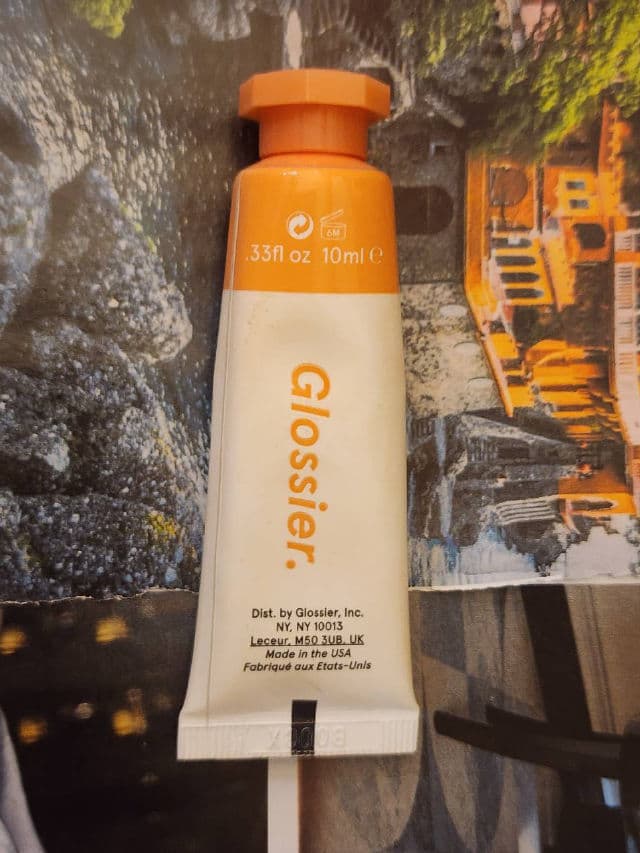 6M
.33fl oz 10ml ℮
Glossier.
Dist. by Glossier, Inc.
NY, NY 10013
Leceur, M50 3UB, UK
Made in the USA
Fabriqué aux Etats-Unis